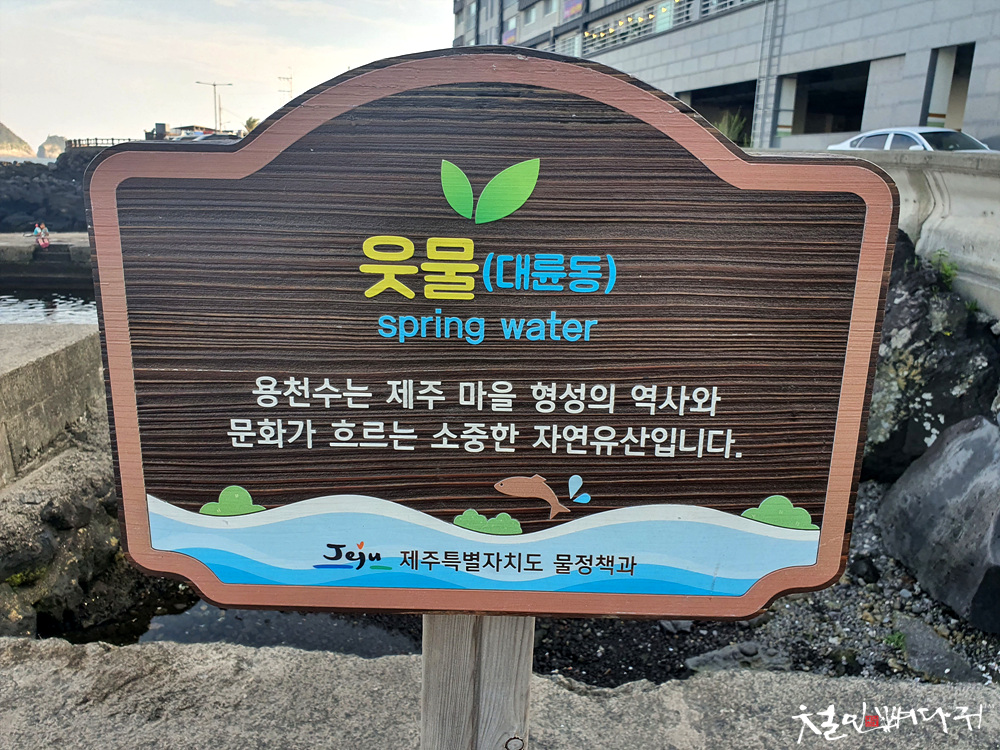 웃물(대륜동)
spring water
용천수는 제주 마을 형성의 역사와
문화가 흐르는 소중한 자연유산입니다.
Jeju 제주특별자치도 물정책과